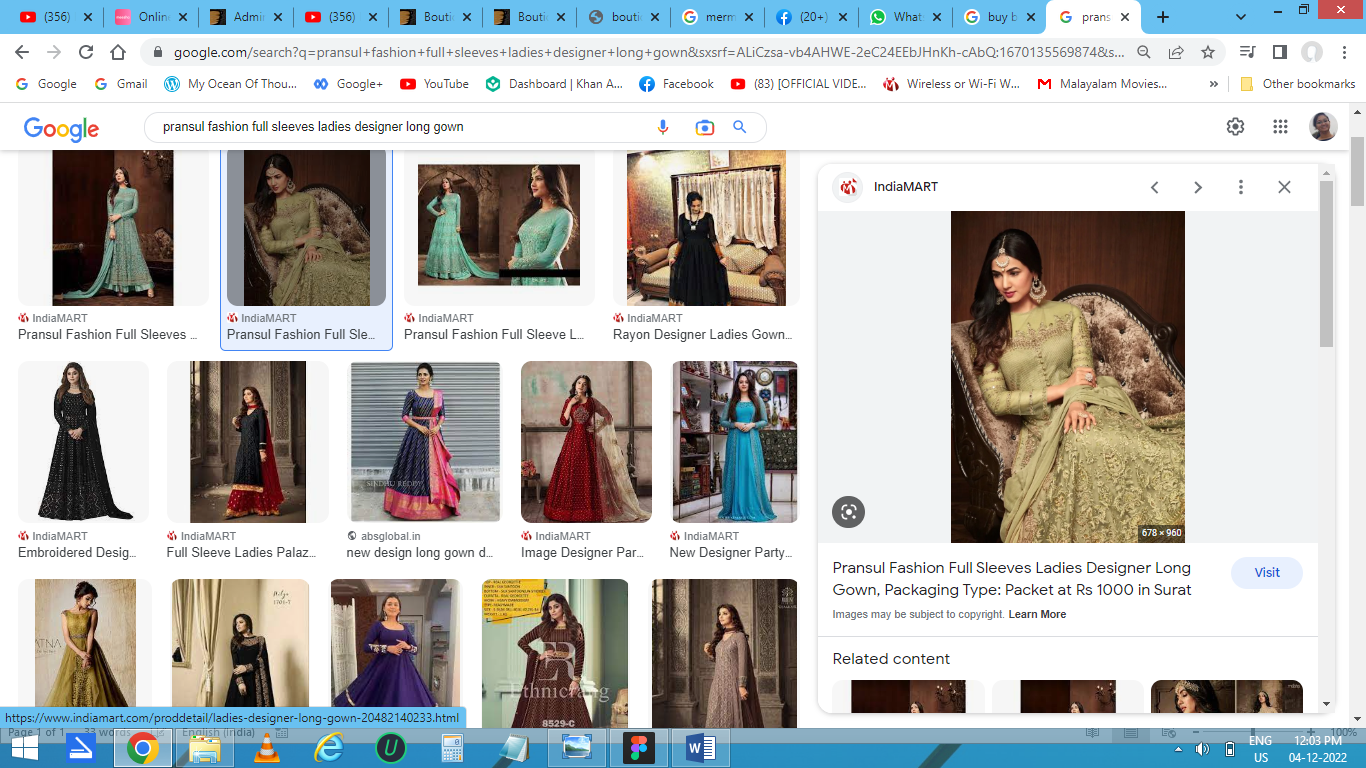 (356)
Online
Admin
(356)
Bouti
Bouti
bouti
merm
(20+)
What
buy b
prans
google.com/search?q=pransul+fashion+full+sleeves+ladies+designer+long+gown&sxsrf=ALiCzsa-vb4AHWE-2eC24EEbJHnKh-cAbQ:1670135569874&s...
Google
Gmail
My Ocean Of Thou...
Google+
YouTube
Dashboard | Khan A...
Facebook
(83) [OFFICIAL VIDE...
Wireless or Wi-Fi W...
Malayalam Movies...
»
Other bookmarks
Google
pransul fashion full sleeves ladies designer long gown
IndiaMART
Pransul Fashion Full Sleeves ...
IndiaMART
Pransul Fashion Full Sle...
IndiaMART
Pransul Fashion Full Sleeve L...
IndiaMART
Rayon Designer Ladies Gown...
IndiaMART
Embroidered Desig...
IndiaMART
Full Sleeve Ladies Palaz...
SINDHU REDDY
absglobal.in
new design long gown d...
IndiaMART
Image Designer Par...
IndiaMART
New Designer Party...
Ethnicrang
8529-C
IndiaMART
678 × 960
Pransul Fashion Full Sleeves Ladies Designer Long
Gown, Packaging Type: Packet at Rs 1000 in Surat
Visit
Images may be subject to copyright. Learn More
Related content
https://www.indiamart.com/proddetail/ladies-designer-long-gown-20482140233.html
Page 1 of 1
33 words
English (India)
100%
ENG
US
12:03 PM
04-12-2022